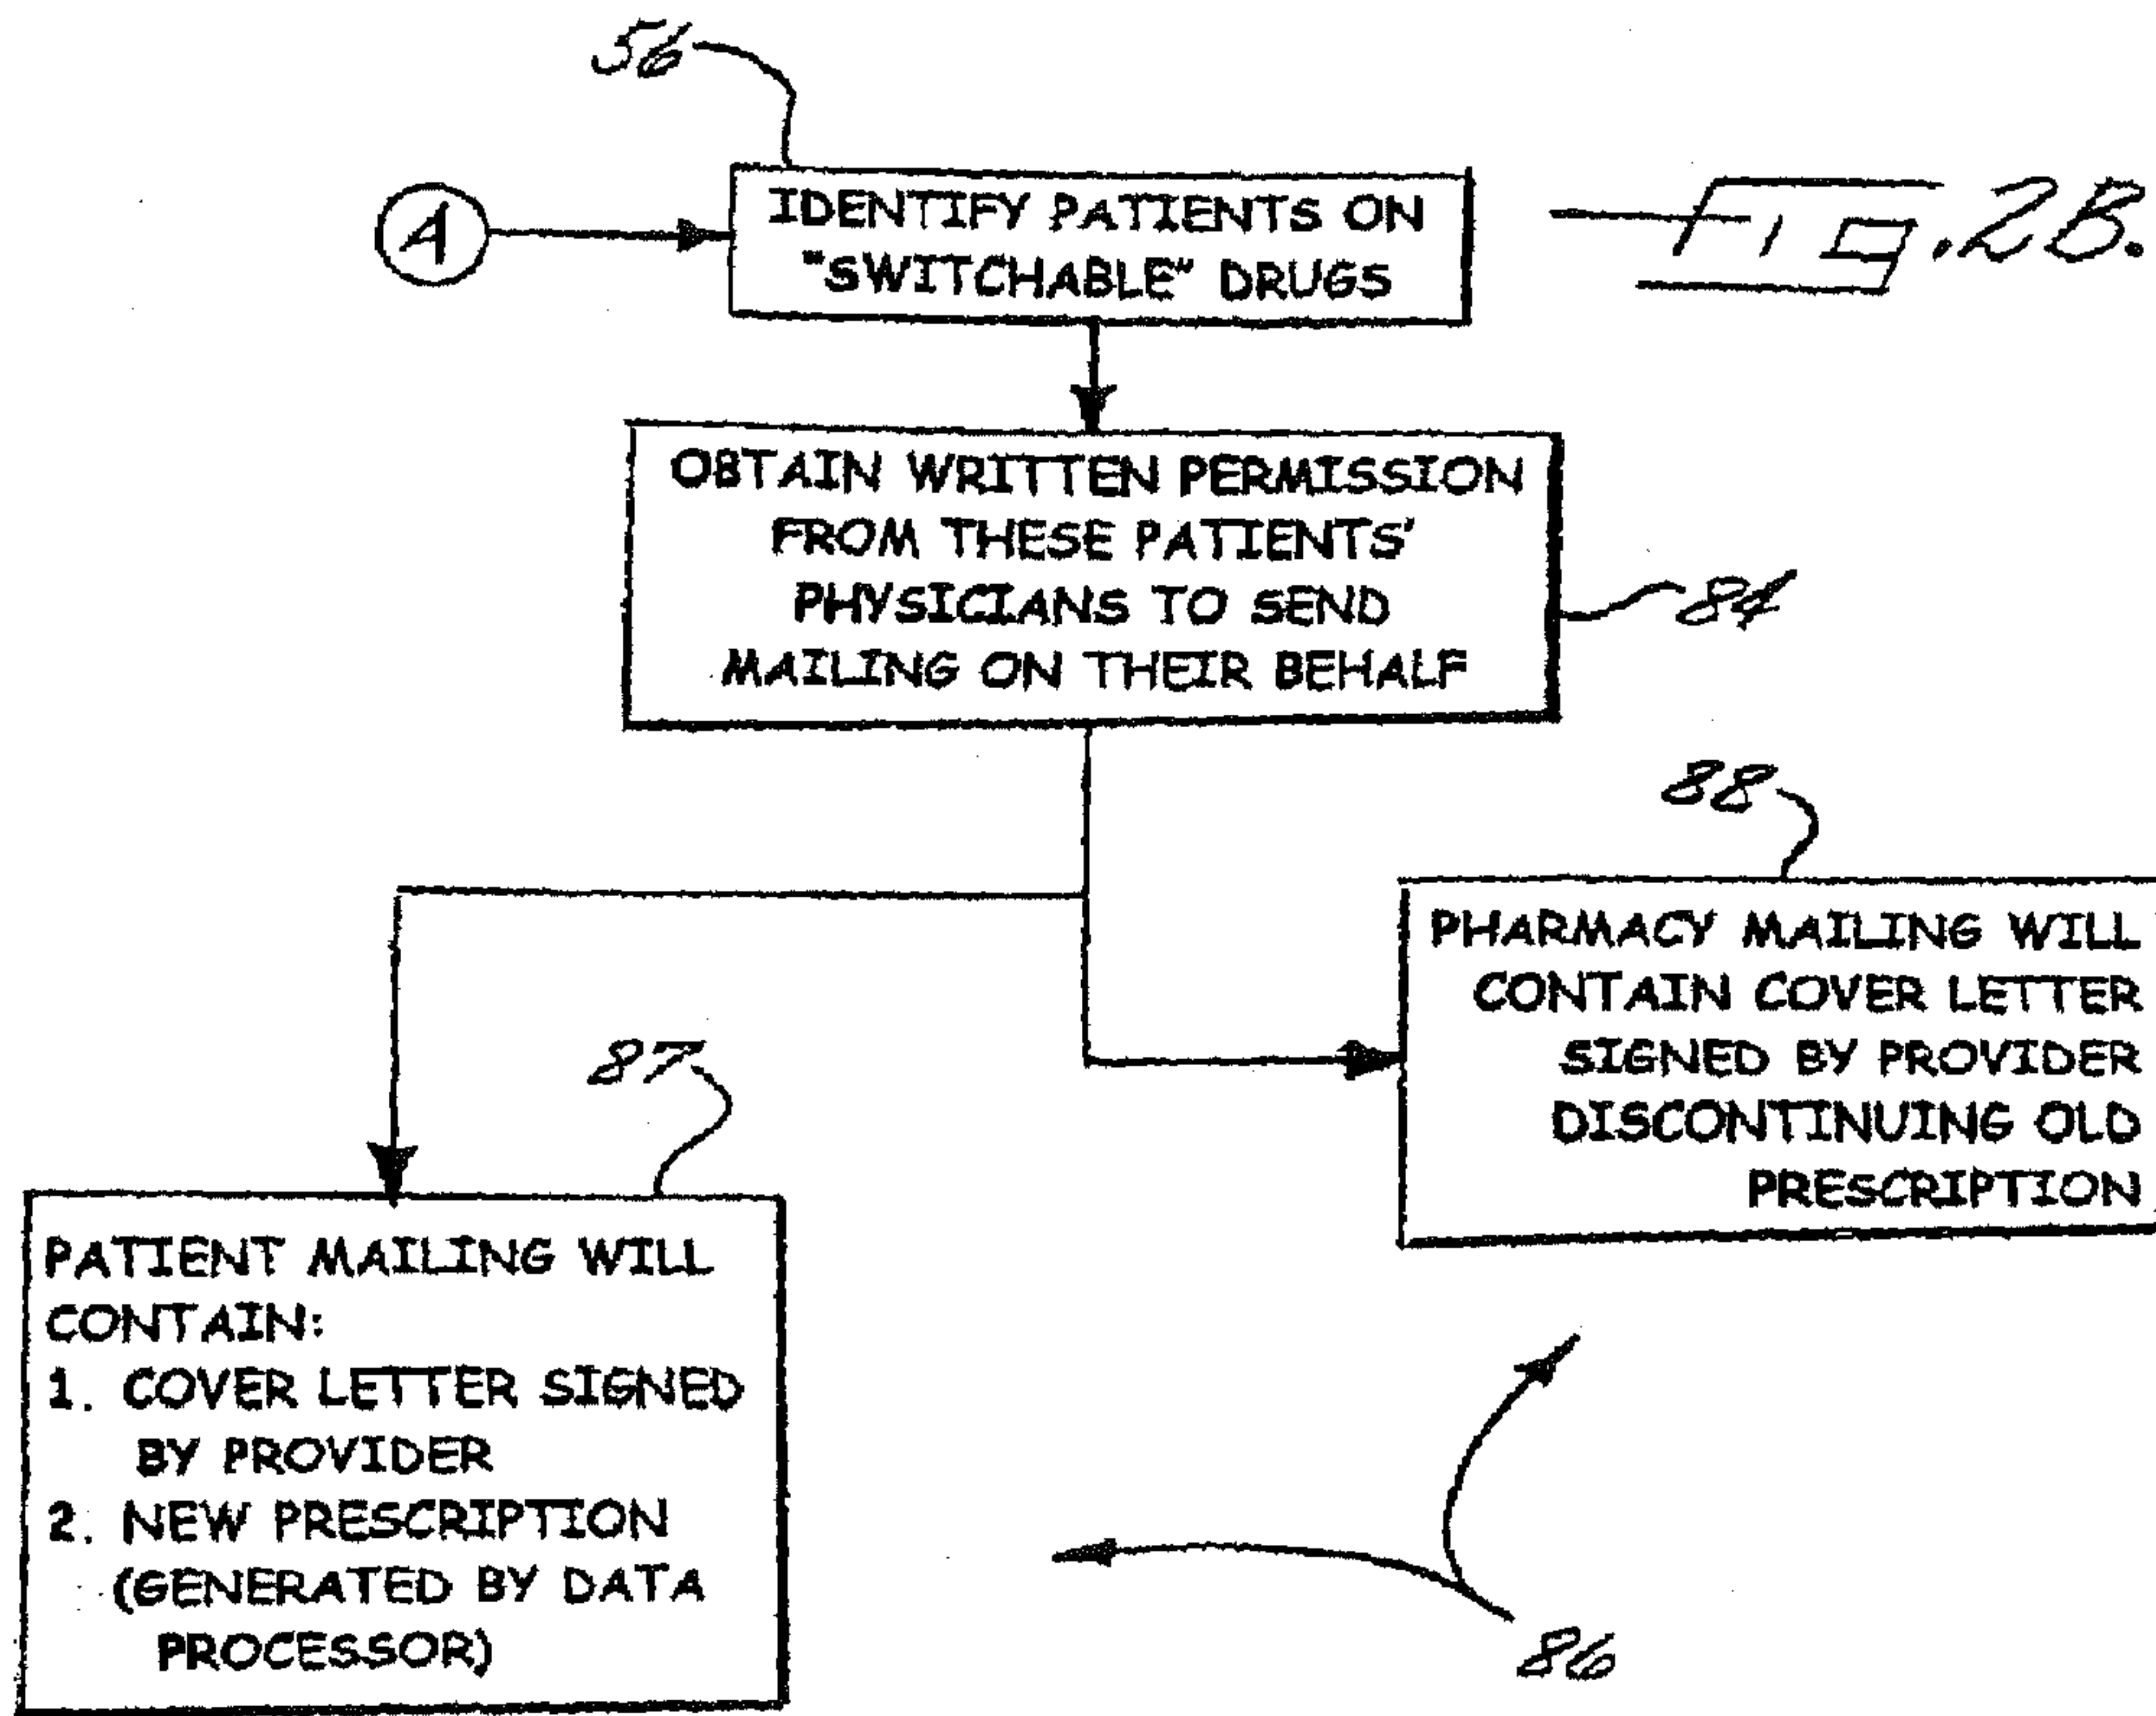 56
A
IDENTIFY PATIENTS ON
"SWITCHABLE" DRUGS
Fig. 2B.
OBTAIN WRITTEN PERMISSION
FROM THESE PATIENTS'
PHYSICIANS TO SEND
MAILING ON THEIR BEHALF
84
88
PHARMACY MAILING WILL
CONTAIN COVER LETTER
SIGNED BY PROVIDER
DISCONTINUING OLD
PRESCRIPTION
87
PATIENT MAILING WILL
CONTAIN:
1. COVER LETTER SIGNED
BY PROVIDER
2. NEW PRESCRIPTION
(GENERATED BY DATA
PROCESSOR)
86